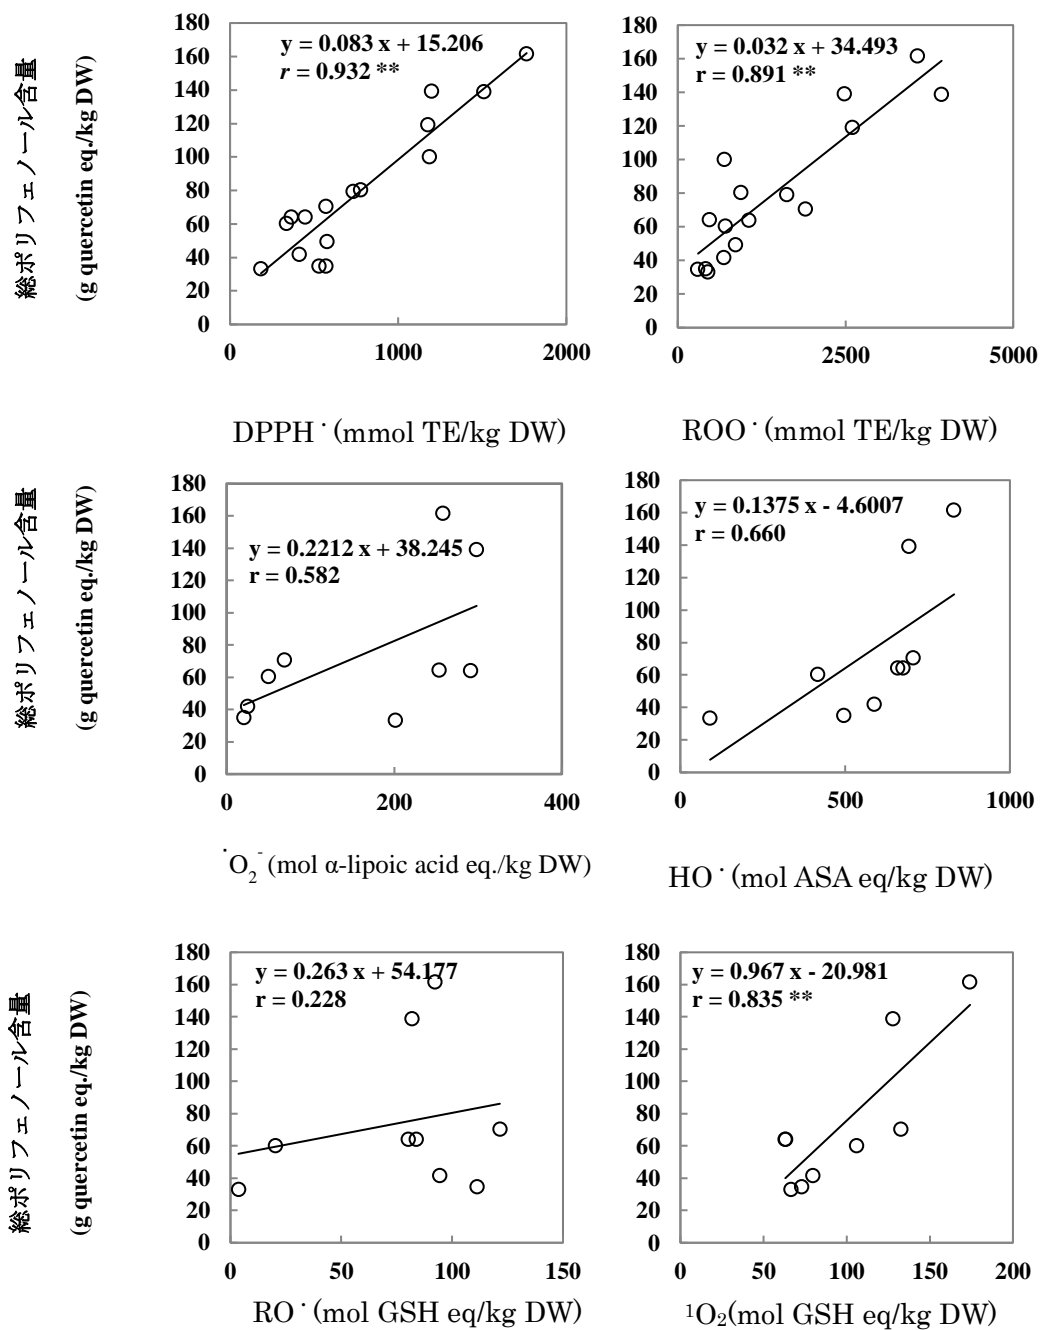 総ポリフェノール含量
(g quercetin eq./kg DW)
180
160
140
120
100
80
60
40
20
0
y = 0.083 x + 15.206
r = 0.932 **
0 1000 2000
DPPH・(mmol TE/kg DW)
180
160
140
120
100
80
60
40
20
0
y = 0.032 x + 34.493
r = 0.891 **
0 2500 5000
ROO・(mmol TE/kg DW)
総ポリフェノール含量
(g quercetin eq./kg DW)
180
160
140
120
100
80
60
40
20
0
y = 0.2212 x + 38.245
r = 0.582
0 200 400
・O₂⁻ (mol α-lipoic acid eq./kg DW)
180
160
140
120
100
80
60
40
20
0
y = 0.1375 x - 4.6007
r = 0.660
0 500 1000
HO・(mol ASA eq/kg DW)
総ポリフェノール含量
(g quercetin eq./kg DW)
180
160
140
120
100
80
60
40
20
0
y = 0.263 x + 54.177
r = 0.228
0 50 100 150
RO・(mol GSH eq/kg DW)
180
160
140
120
100
80
60
40
20
0
y = 0.967 x - 20.981
r = 0.835 **
0 50 100 150 200
¹O₂(mol GSH eq/kg DW)